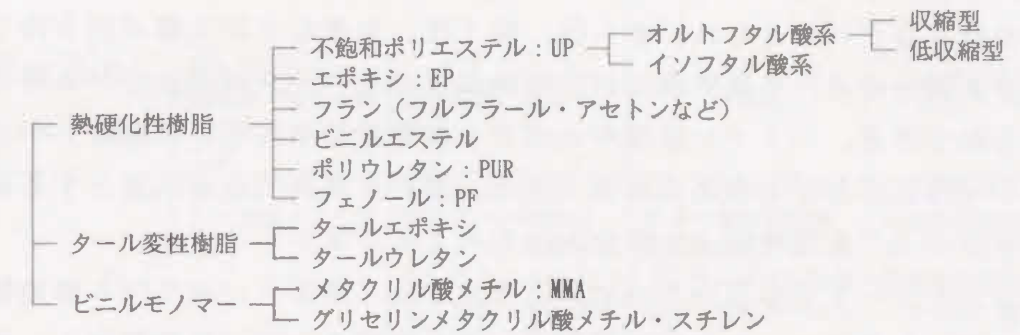 不飽和ポリエステル：UP オルトフタル酸系 収縮型
イソフタル酸系 低収縮型
エポキシ：EP
フラン（フルフラール・アセトンなど）
熱硬化性樹脂
ビニルエステル
ポリウレタン：PUR
フェノール：PF
タールエポキシ
タール変性樹脂
タールウレタン
メタクリル酸メチル：MMA
ビニルモノマー
グリセリンメタクリル酸メチル・スチレン